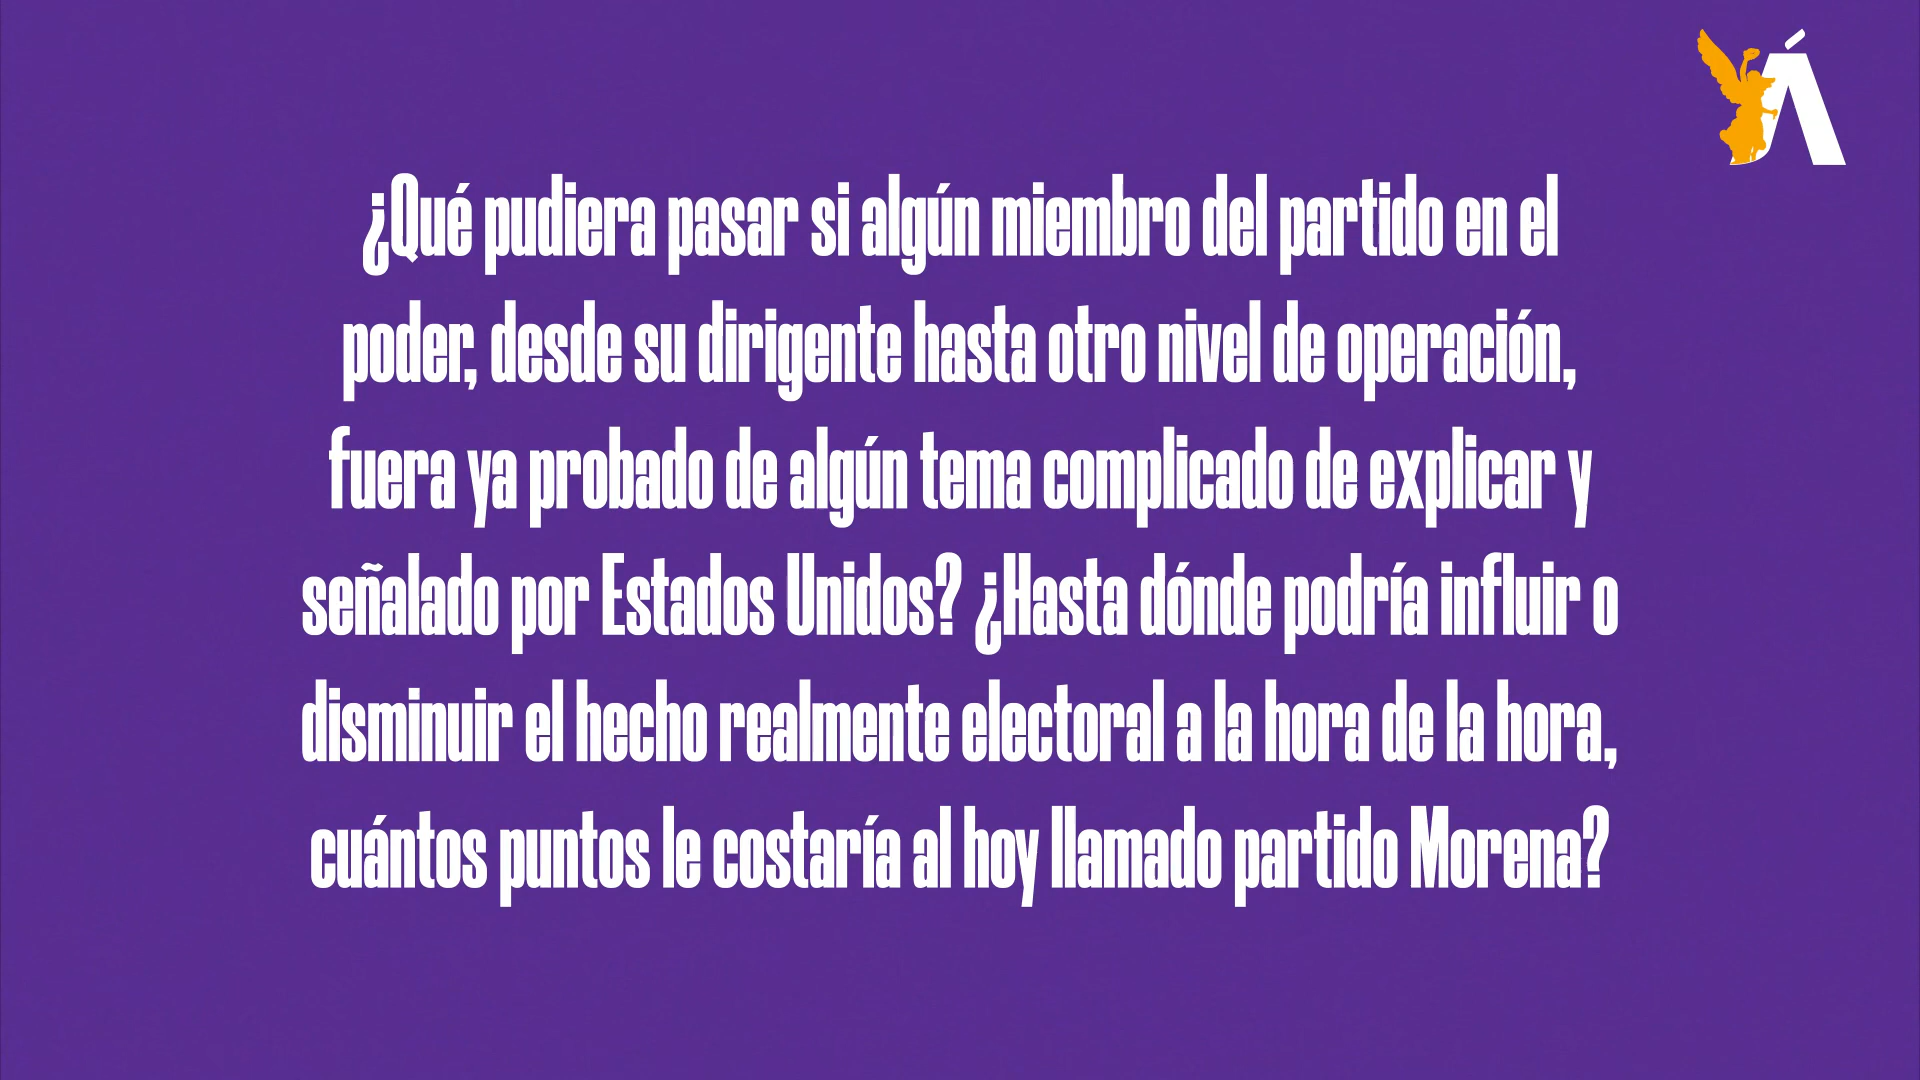 Á
¿Qué pudiera pasar si algún miembro del partido en el
poder, desde su dirigente hasta otro nivel de operación,
fuera ya probado de algún tema complicado de explicar y
señalado por Estados Unidos? ¿Hasta dónde podría influir o
disminuir el hecho realmente electoral a la hora de la hora,
cuántos puntos le costaría al hoy llamado partido Morena?